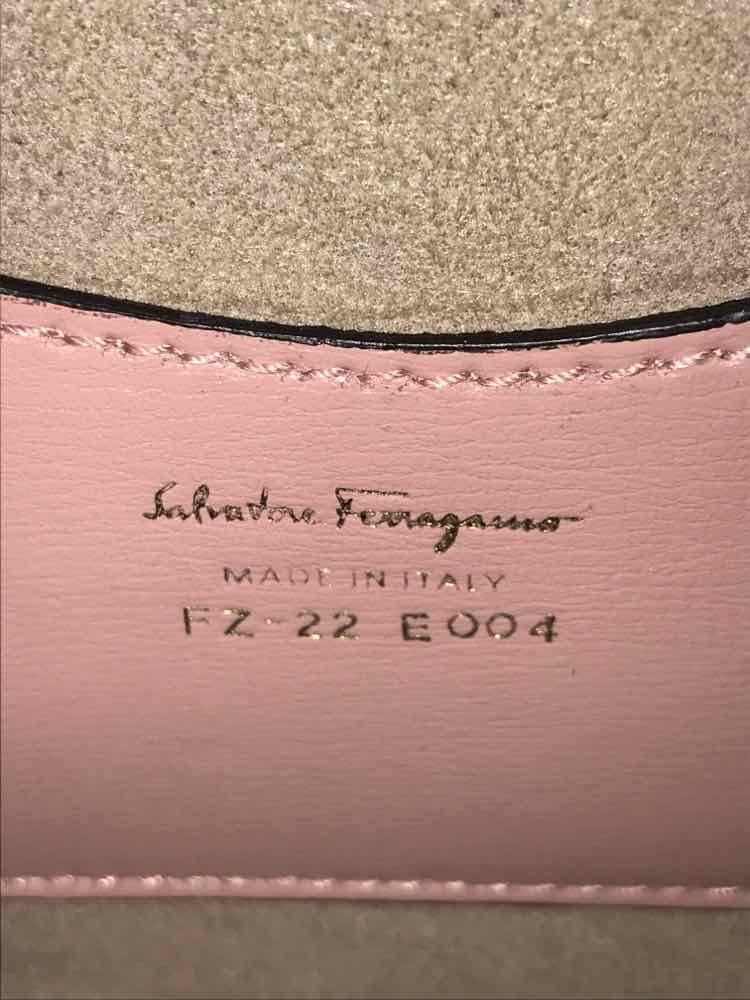 Salvatore Ferragamo
MADE IN ITALY
FZ-22 E004